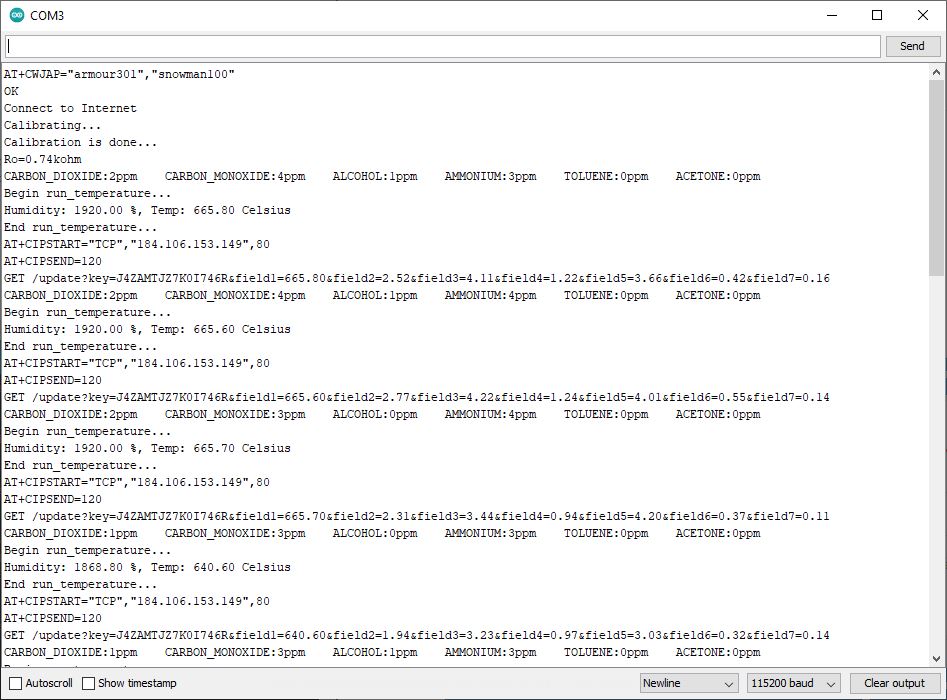 COM3
Send
AT+CWJAP="armour301","snowman100"
OK
Connect to Internet
Calibrating...
Calibration is done...
Ro=0.74kohm
CARBON_DIOXIDE:2ppm    CARBON_MONOXIDE:4ppm    ALCOHOL:1ppm    AMMONIUM:3ppm    TOLUENE:0ppm    ACETONE:0ppm
Begin run_temperature...
Humidity: 1920.00 %, Temp: 665.80 Celsius
End run_temperature...
AT+CIPSTART="TCP","184.106.153.149",80
AT+CIPSEND=120
GET /update?key=J4ZAMTJZ7K0I746R&field1=665.80&field2=2.52&field3=4.11&field4=1.22&field5=3.66&field6=0.42&field7=0.16
CARBON_DIOXIDE:2ppm    CARBON_MONOXIDE:4ppm    ALCOHOL:1ppm    AMMONIUM:4ppm    TOLUENE:0ppm    ACETONE:0ppm
Begin run_temperature...
Humidity: 1920.00 %, Temp: 665.60 Celsius
End run_temperature...
AT+CIPSTART="TCP","184.106.153.149",80
AT+CIPSEND=120
GET /update?key=J4ZAMTJZ7K0I746R&field1=665.60&field2=2.77&field3=4.22&field4=1.24&field5=4.01&field6=0.55&field7=0.14
CARBON_DIOXIDE:2ppm    CARBON_MONOXIDE:3ppm    ALCOHOL:0ppm    AMMONIUM:4ppm    TOLUENE:0ppm    ACETONE:0ppm
Begin run_temperature...
Humidity: 1920.00 %, Temp: 665.70 Celsius
End run_temperature...
AT+CIPSTART="TCP","184.106.153.149",80
AT+CIPSEND=120
GET /update?key=J4ZAMTJZ7K0I746R&field1=665.70&field2=2.31&field3=3.44&field4=0.94&field5=4.20&field6=0.37&field7=0.11
CARBON_DIOXIDE:1ppm    CARBON_MONOXIDE:3ppm    ALCOHOL:0ppm    AMMONIUM:3ppm    TOLUENE:0ppm    ACETONE:0ppm
Begin run_temperature...
Humidity: 1868.80 %, Temp: 640.60 Celsius
End run_temperature...
AT+CIPSTART="TCP","184.106.153.149",80
AT+CIPSEND=120
GET /update?key=J4ZAMTJZ7K0I746R&field1=640.60&field2=1.94&field3=3.23&field4=0.97&field5=3.03&field6=0.32&field7=0.14
CARBON_DIOXIDE:1ppm    CARBON_MONOXIDE:3ppm    ALCOHOL:0ppm    AMMONIUM:3ppm    TOLUENE:0ppm    ACETONE:0ppm
Autoscroll Show timestamp Newline 115200 baud Clear output